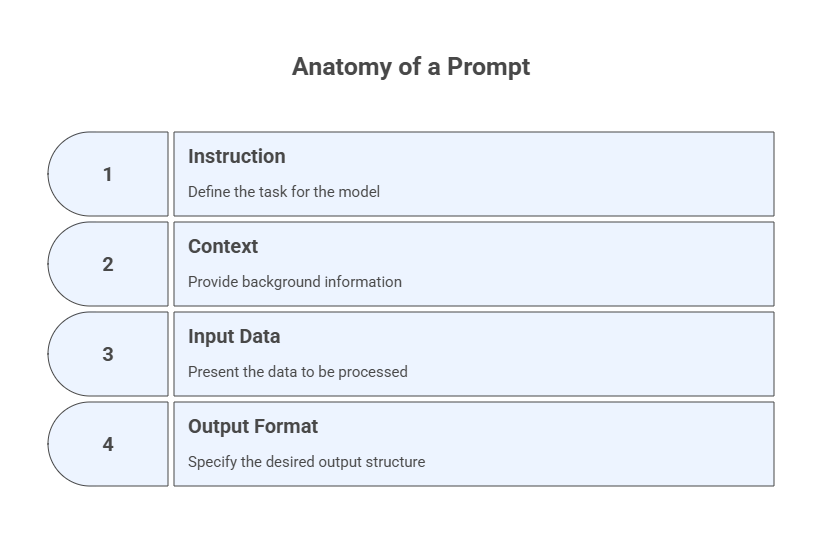 Anatomy of a Prompt
1
Instruction
Define the task for the model
2
Context
Provide background information
3
Input Data
Present the data to be processed
4
Output Format
Specify the desired output structure